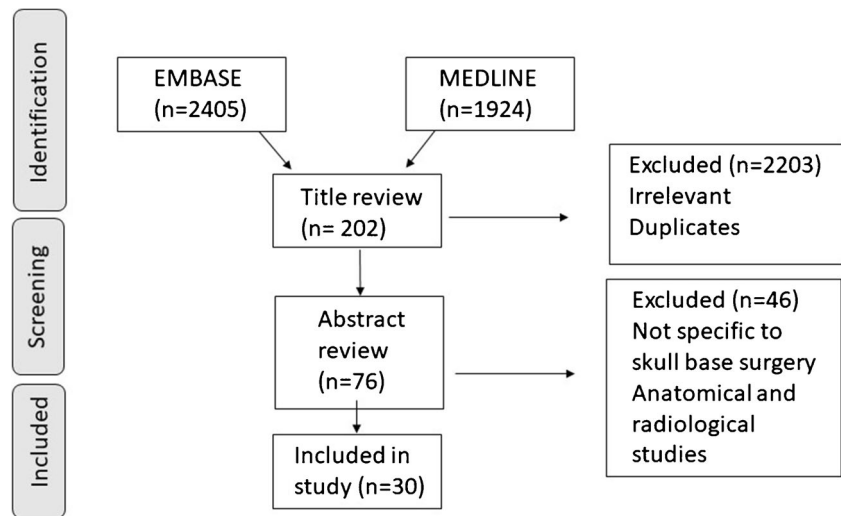 Identification
EMBASE
(n=2405)
MEDLINE
(n=1924)
Title review
(n= 202)
Excluded (n=2203)
Irrelevant
Duplicates
Screening
Abstract
review
(n=76)
Excluded (n=46)
Not specific to
skull base surgery
Anatomical and
radiological
studies
Included
Included in
study (n=30)